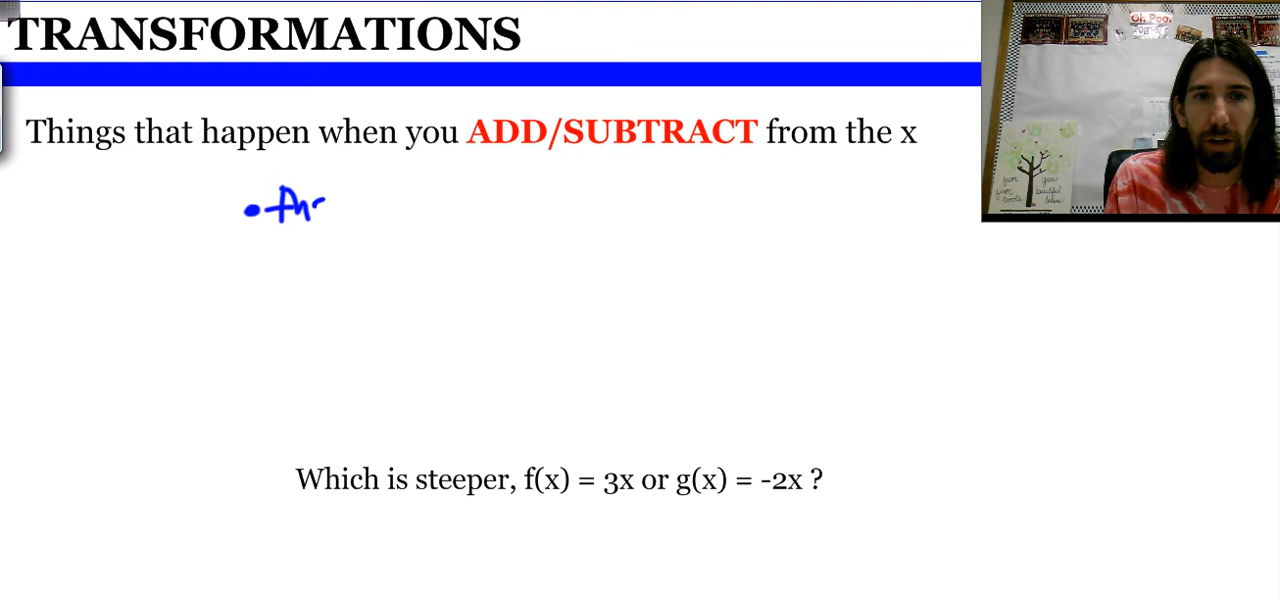 TRANSFORMATIONS
Things that happen when you ADD/SUBTRACT from the x
Which is steeper, f(x) = 3x or g(x) = -2x ?